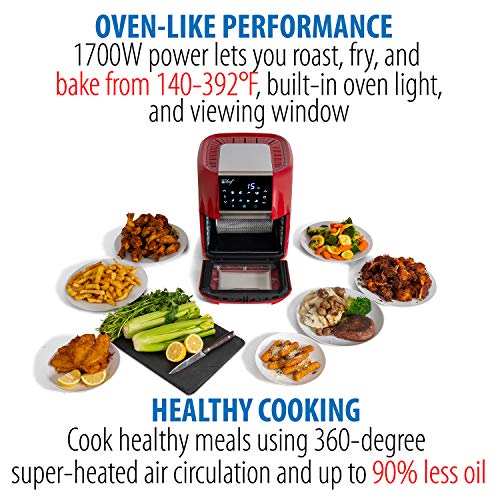 OVEN-LIKE PERFORMANCE
1700W power lets you roast, fry, and
bake from 140-392°F, built-in oven light,
and viewing window
15
HEALTHY COOKING
Cook healthy meals using 360-degree
super-heated air circulation and up to 90% less oil